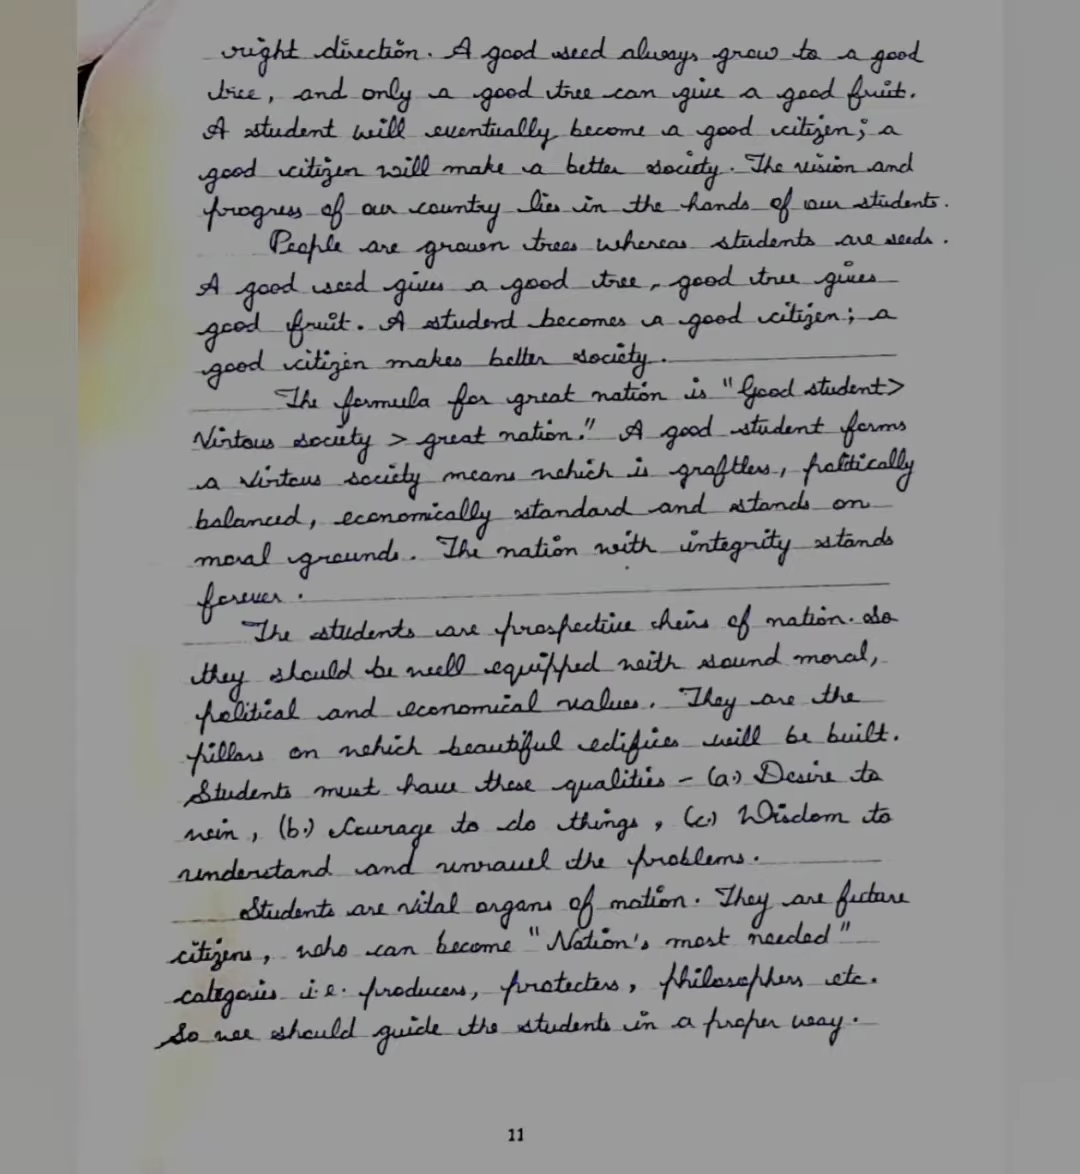 right direction. A good seed always grow to a good
tree, and only a good tree can give a good fruit.
A student will eventually become a good citizen; a
good citizen will make a better society. The vision and
progress of our country lies in the hands of our students.
People are grown trees whereas students are seeds.
A good seed gives a good tree, good tree gives
good fruit. A student becomes a good citizen; a
good citizen makes better society.
The formula for great nation is "Good student>
Virtous society > great nation." A good student forms
a virtous society means which is graftless, politically
balanced, economically standard and stands on
moral grounds. The nation with integrity stands
forever.
The students are prospective heirs of nation. So
they should be well equipped with sound moral,
political and economical values. They are the
pillars on which beautiful edifices will be built.
Students must have these qualities - (a.) Desire to
win, (b.) Courage to do things, (c.) Wisdom to
understand and unravel the problems.
Students are vital organs of nation. They are future
citizens, who can become "Nation's most needed"
categories i.e. producers, protecters, philosophers etc.
So we should guide the students in a proper way.
11